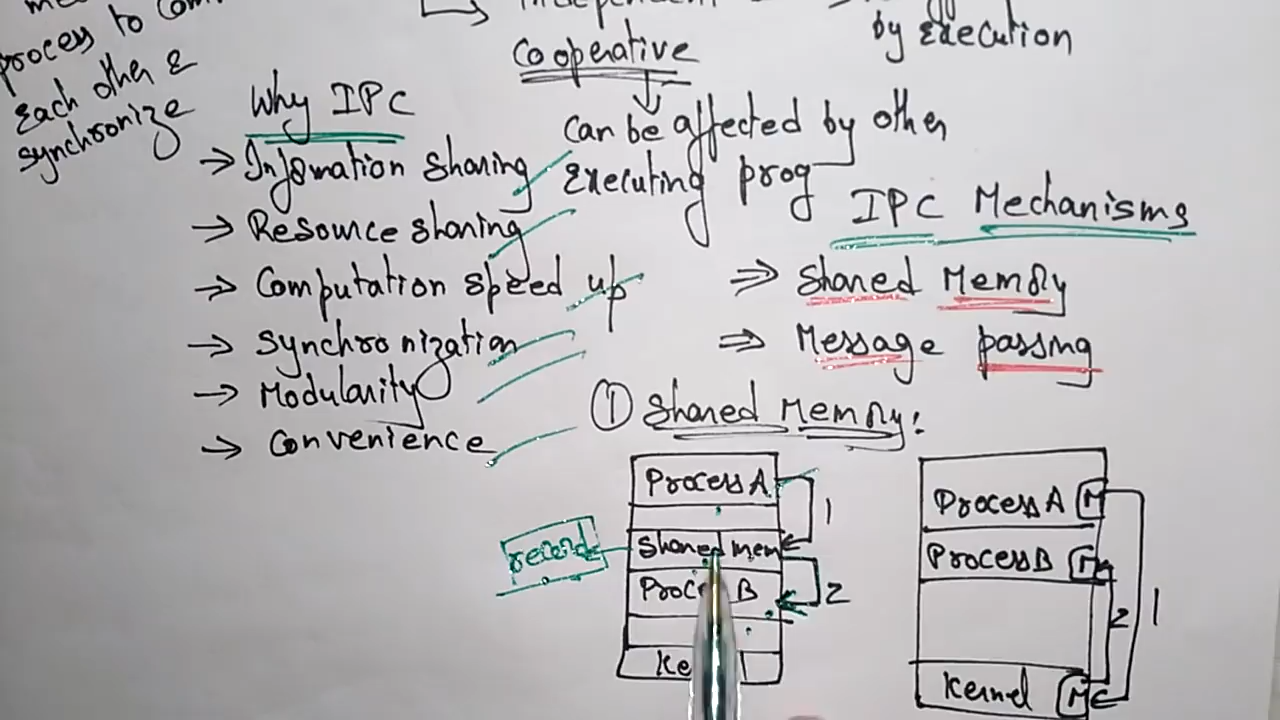 process to
each other &
synchronize
Cooperative
by Execution
can be affected by other
Executing prog
Why IPC
→ Information sharing
→ Resource sharing
→ Computation speed up
→ Synchronization
→ Modularity
→ Convenience
IPC Mechanisms
⇒ Shared Memory
⇒ Message passing
① Shared Memory:
Process A
1
record
Shared mem
Proc B
2
Ke
Process A M
Process B M
2
1
Kernel M